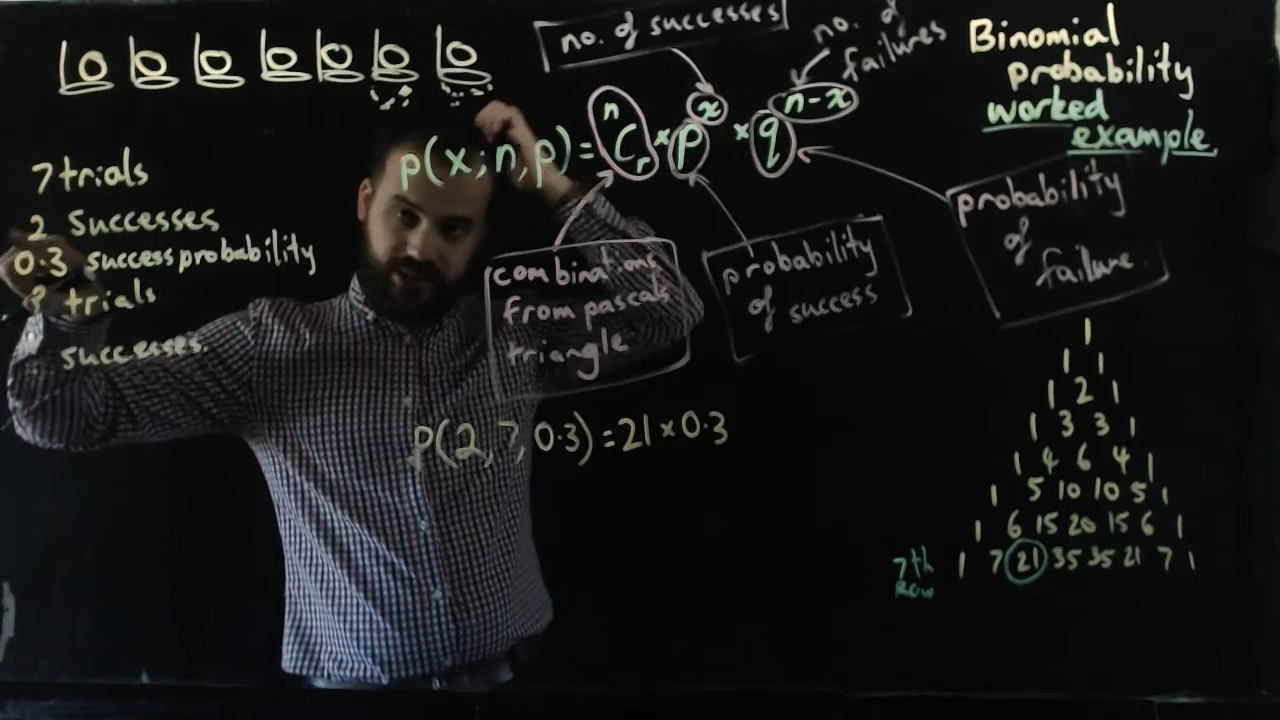 no. of successes
no. of
failures
Binomial
probability
worked
example
p(x;n,p) = nCr × p^x × q^n-x
7 trials
2 successes
0.3 success probability
? trials
successes.
combinations
from pascals
triangle
probability
of success
probability
of
failure.
p(2, 7, 0.3) = 21 × 0.3
1
1 1
1 2 1
1 3 3 1
1 4 6 4 1
1 5 10 10 5 1
1 6 15 20 15 6 1
7th Row 1 7 21 35 35 21 7 1